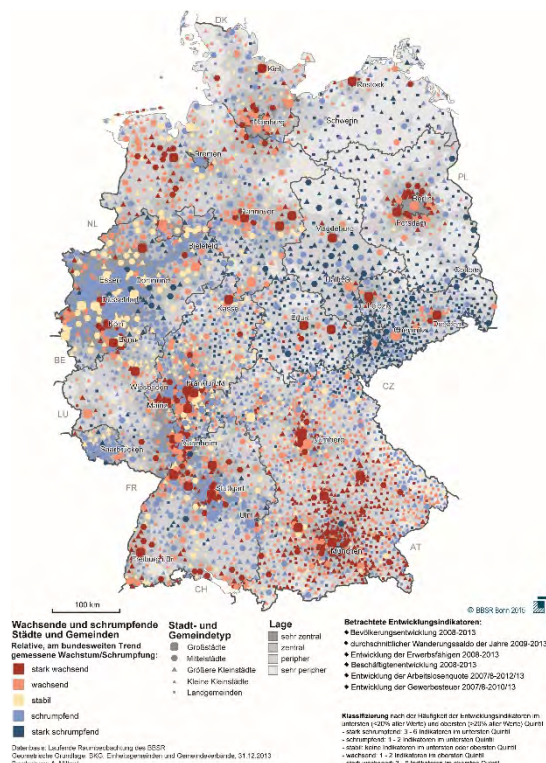 DK
Kiel
Rostock
Hamburg
Schwerin
Bremen
PL
Berlin
NL
Hannover
Potsdam
Magdeburg
Bielefeld
Cottbus
Essen
Dortmund
Düsseldorf
Kassel
Köln
Erfurt
Dresden
Chemnitz
Bonn
BE
CZ
Wiesbaden
Frankfurt/M
LU
Mainz
Mannheim
Nürnberg
Saarbrücken
FR
Stuttgart
Ulm
München
AT
Freiburg i.Br.
CH
100 km
© BBSR Bonn 2015
Wachsende und schrumpfende
Städte und Gemeinden
Relative, am bundesweiten Trend
gemessene Wachstum/Schrumpfung:
stark wachsend
wachsend
stabil
schrumpfend
stark schrumpfend
Stadt- und
Gemeindetyp
Großstädte
Mittelstädte
Größere Kleinstädte
Kleine Kleinstädte
Landgemeinden
Lage
sehr zentral
zentral
peripher
sehr peripher
Betrachtete Entwicklungsindikatoren:
Bevölkerungsentwicklung 2008-2013
durchschnittlicher Wanderungssaldo der Jahre 2009-2013
Entwicklung der Erwerbsfähigen 2008-2013
Beschäftigtenentwicklung 2008-2013
Entwicklung der Arbeitslosenquote 2007/8-2012/13
Entwicklung der Gewerbesteuer 2007/8-2010/13
Klassifizierung nach der Häufigkeit der Entwicklungsindikatoren im
untersten (<20% aller Werte) und obersten (>20% aller Werte) Quintil
- stark schrumpfend: 3 - 6 Indikatoren im untersten Quintil
- schrumpfend: 1 - 2 Indikatoren im untersten Quintil
- stabil: keine Indikatoren im untersten oder obersten Quintil
- wachsend: 1 - 2 Indikatoren im obersten Quintil
Datenbasis: Laufende Raumbeobachtung des BBSR
Geometrische Grundlage: BKG, Einheitsgemeinden und Gemeindeverbände, 31.12.2013